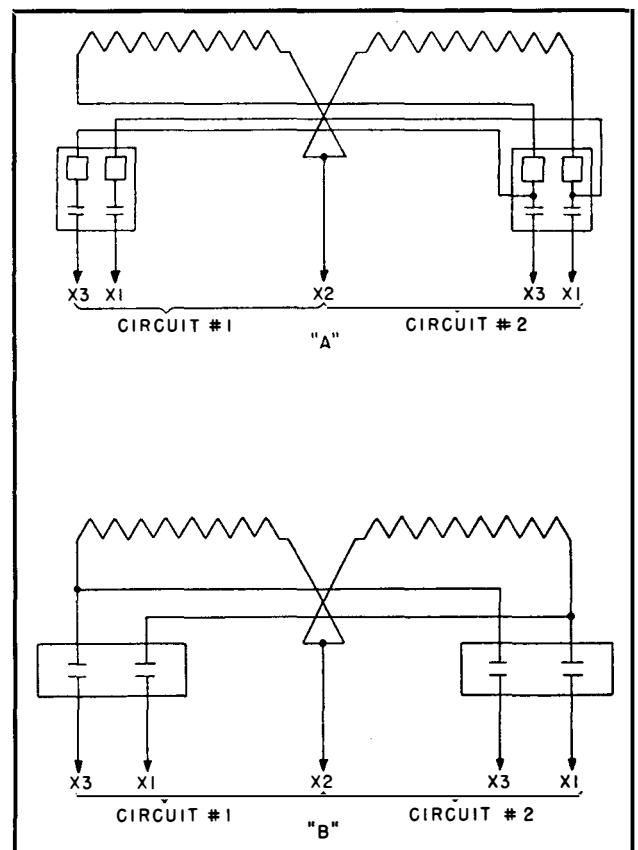 X3 X1 X2 X3 X1
CIRCUIT #1 CIRCUIT #2
"A"
X3 X1 X2 X3 X1
CIRCUIT #1 CIRCUIT #2
"B"